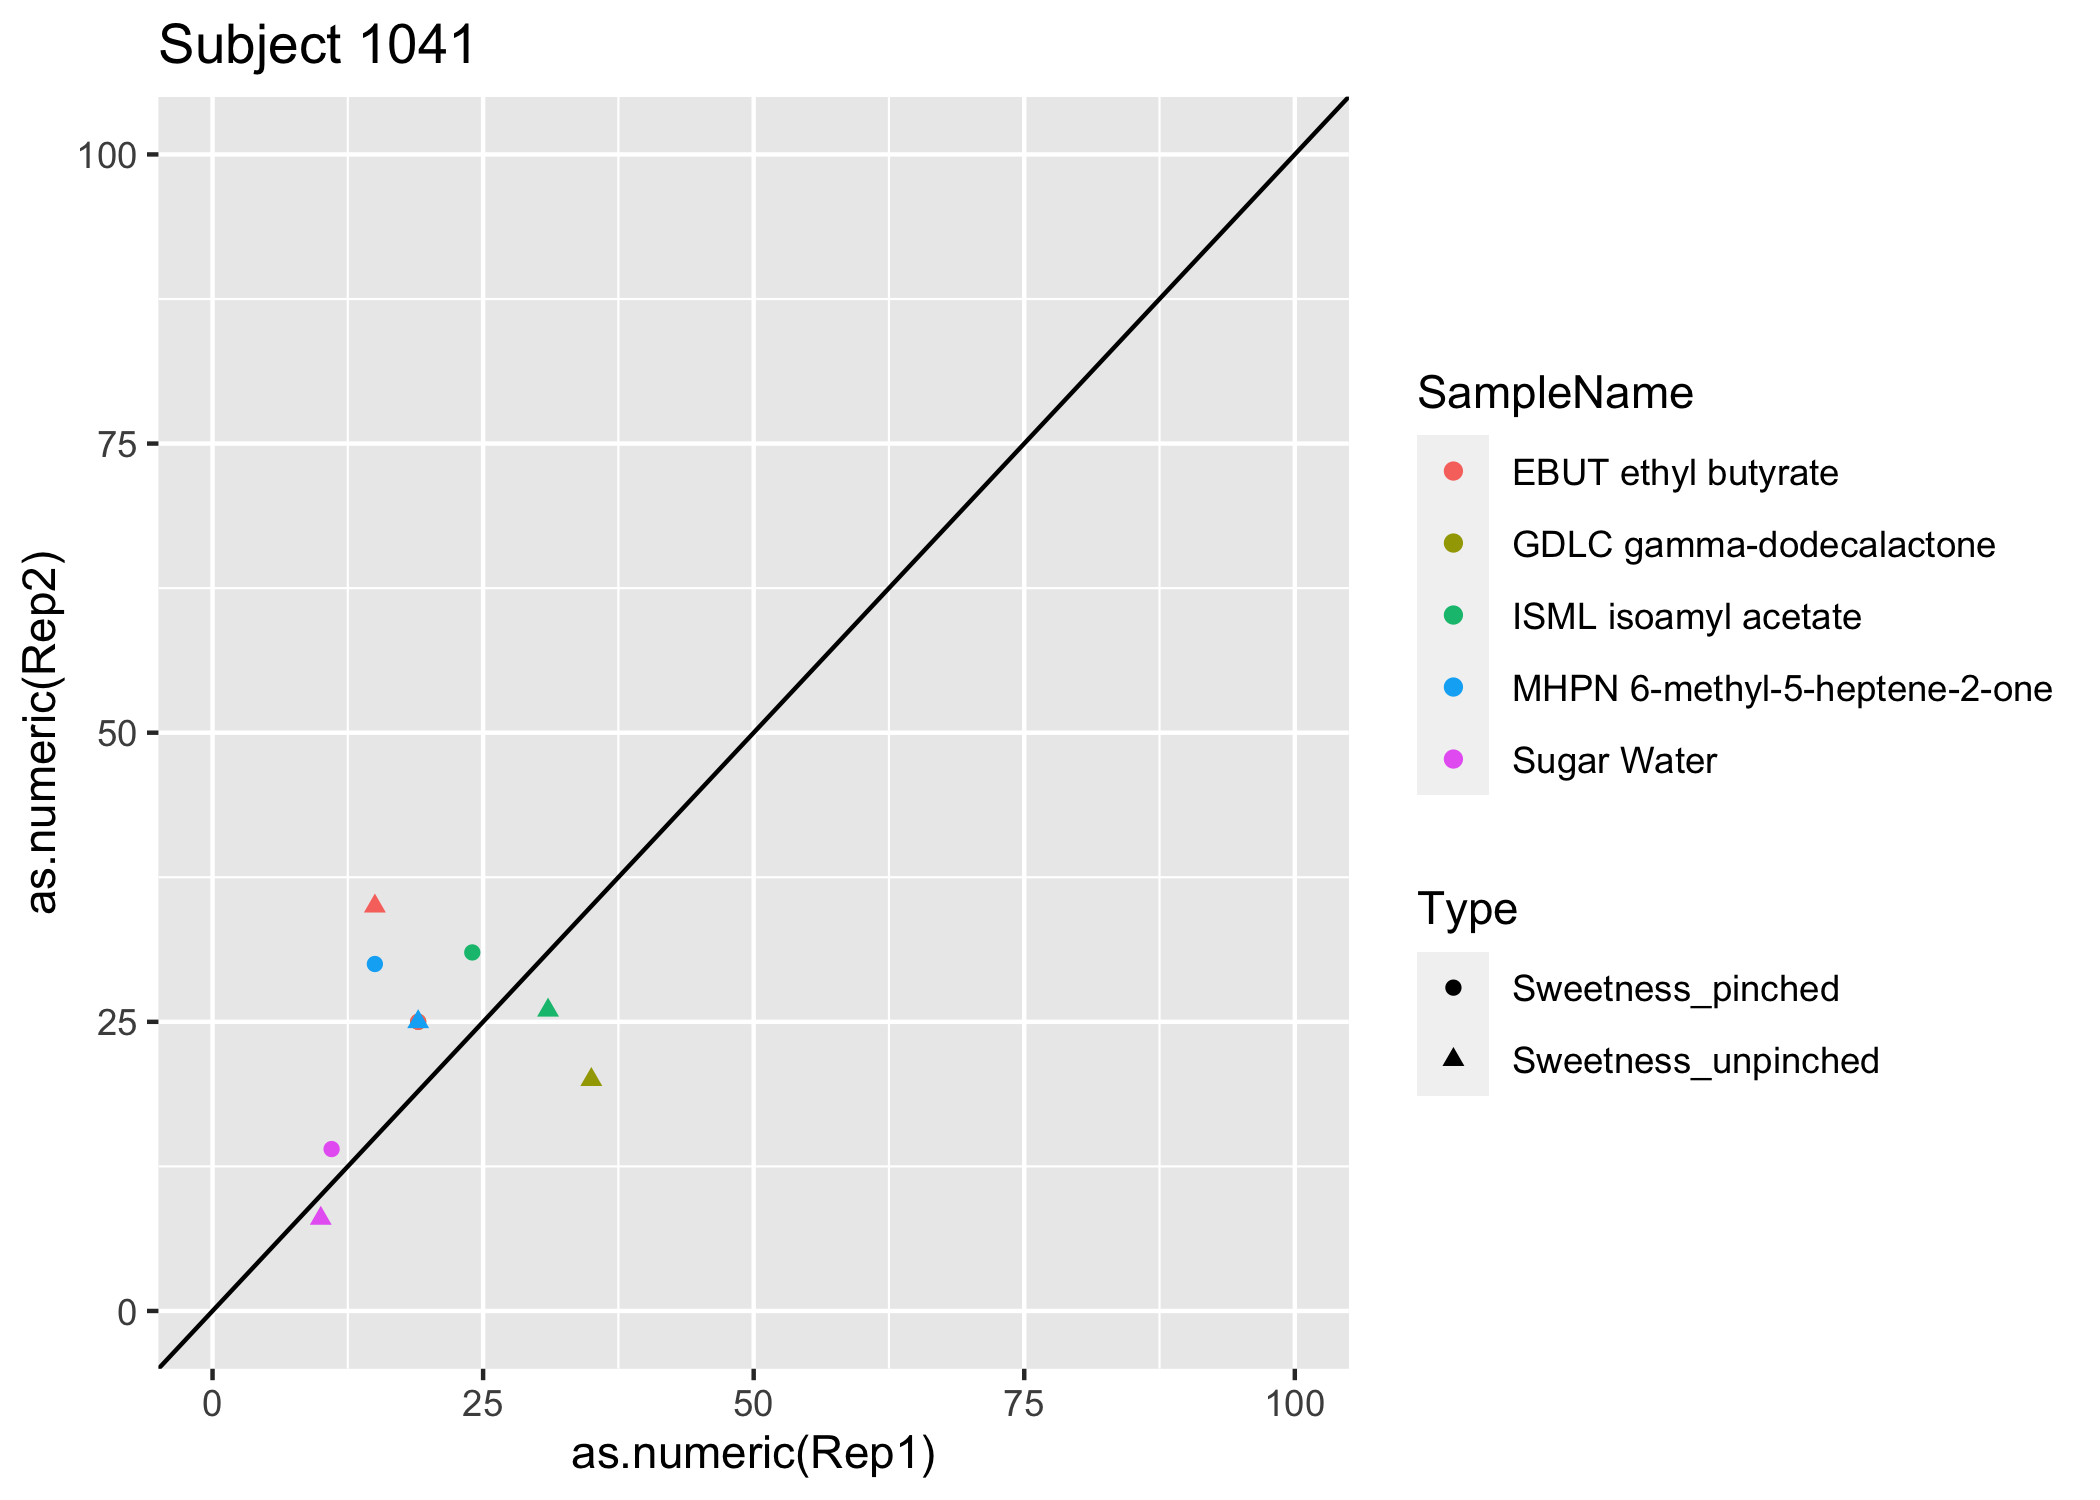 Subject 1041
100
75
50
25
0
as.numeric(Rep2)
0 25 50 75 100
as.numeric(Rep1)
SampleName
EBUT ethyl butyrate
GDLC gamma-dodecalactone
ISML isoamyl acetate
MHPN 6-methyl-5-heptene-2-one
Sugar Water
Type
Sweetness_pinched
Sweetness_unpinched